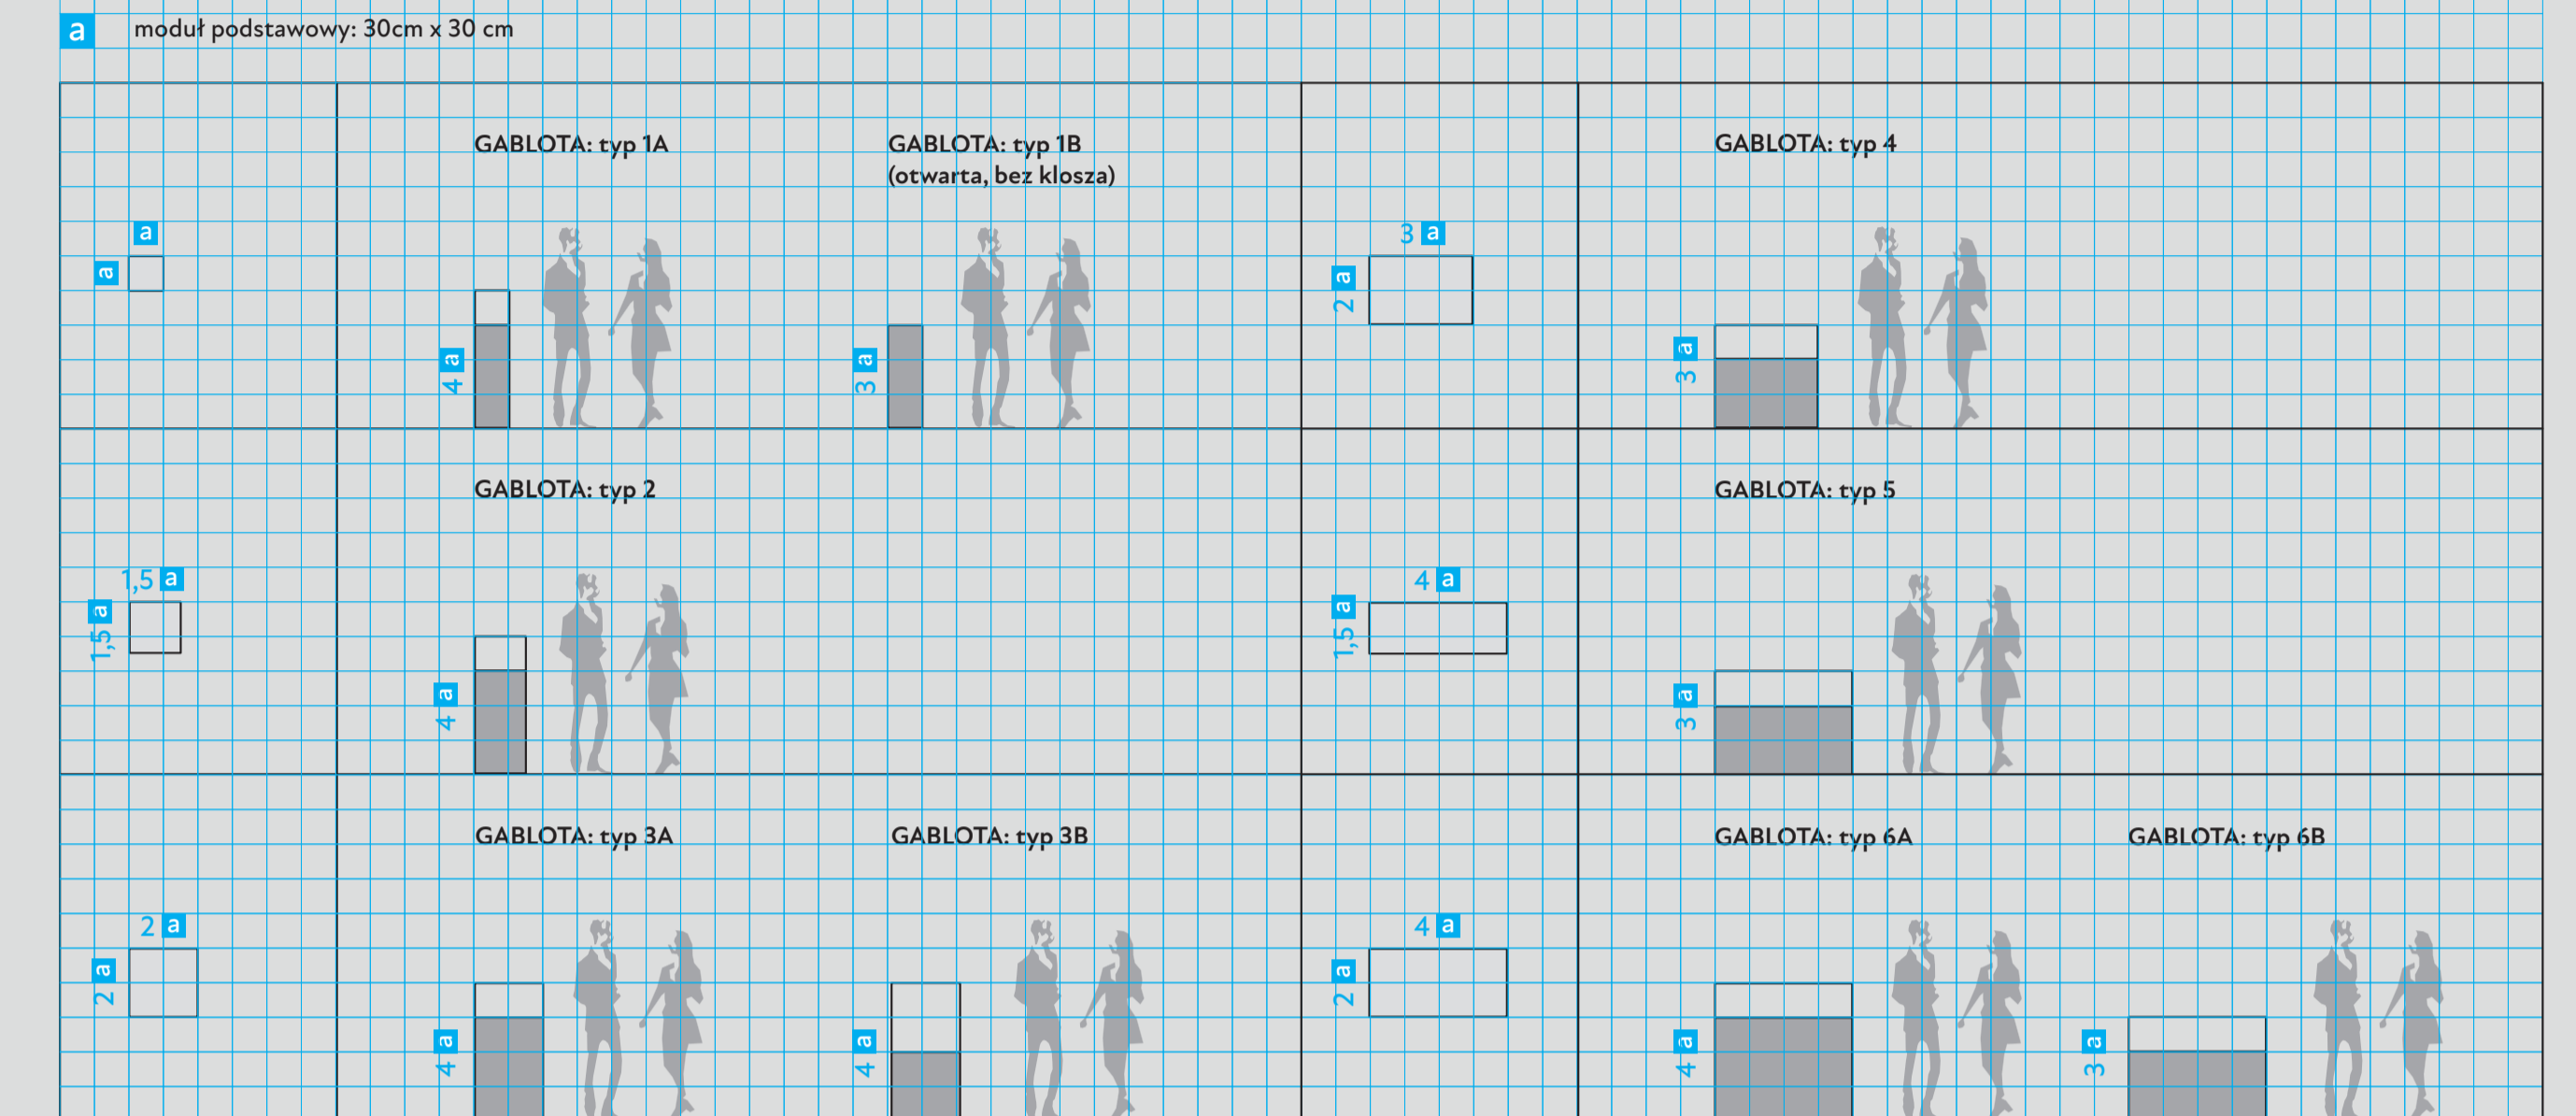 a moduł podstawowy: 30cm x 30 cm
GABLOTA: typ 1A
GABLOTA: typ 1B
(otwarta, bez klosza)
GABLOTA: typ 4
a
a
4 a
3 a
3 a
2 a
3 a
GABLOTA: typ 2
GABLOTA: typ 5
1,5 a
1,5 a
4 a
4 a
1,5 a
3 a
GABLOTA: typ 3A
GABLOTA: typ 3B
GABLOTA: typ 6A
GABLOTA: typ 6B
2 a
2 a
4 a
4 a
4 a
2 a
4 a
3 a